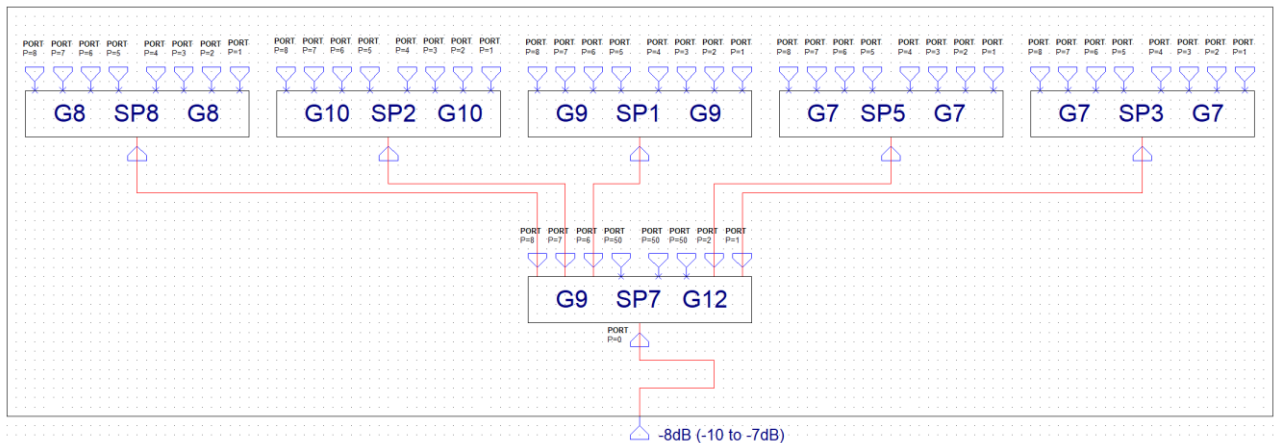 PORT PORT PORT PORT PORT PORT PORT PORT PORT PORT PORT PORT PORT PORT PORT PORT PORT PORT PORT PORT PORT PORT PORT PORT PORT PORT PORT PORT PORT PORT PORT PORT PORT PORT PORT PORT PORT PORT PORT PORT
P=8 P=7 P=6 P=5 P=4 P=3 P=2 P=1 P=8 P=7 P=6 P=5 P=4 P=3 P=2 P=1 P=8 P=7 P=6 P=5 P=4 P=3 P=2 P=1 P=8 P=7 P=6 P=5 P=4 P=3 P=2 P=1 P=8 P=7 P=6 P=5 P=4 P=3 P=2 P=1
G8 SP8 G8 G10 SP2 G10 G9 SP1 G9 G7 SP5 G7 G7 SP3 G7
PORT PORT PORT PORT PORT PORT PORT PORT
P=8 P=7 P=6 P=50 P=50 P=50 P=2 P=1
G9 SP7 G12
PORT
P=0
-8dB (-10 to -7dB)